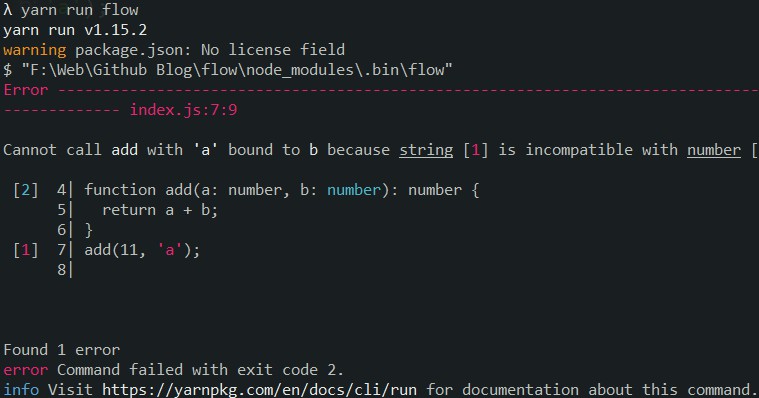 λ yarn run flow
yarn run v1.15.2
warning package.json: No license field
$ "F:\Web\Github Blog\flow\node_modules\.bin\flow"
Error --------------------------------------------------------------------------------
------------- index.js:7:9
Cannot call add with 'a' bound to b because string [1] is incompatible with number [
[2] 4| function add(a: number, b: number): number {
5| return a + b;
6| }
[1] 7| add(11, 'a');
8|
Found 1 error
error Command failed with exit code 2.
info Visit https://yarnpkg.com/en/docs/cli/run for documentation about this command.